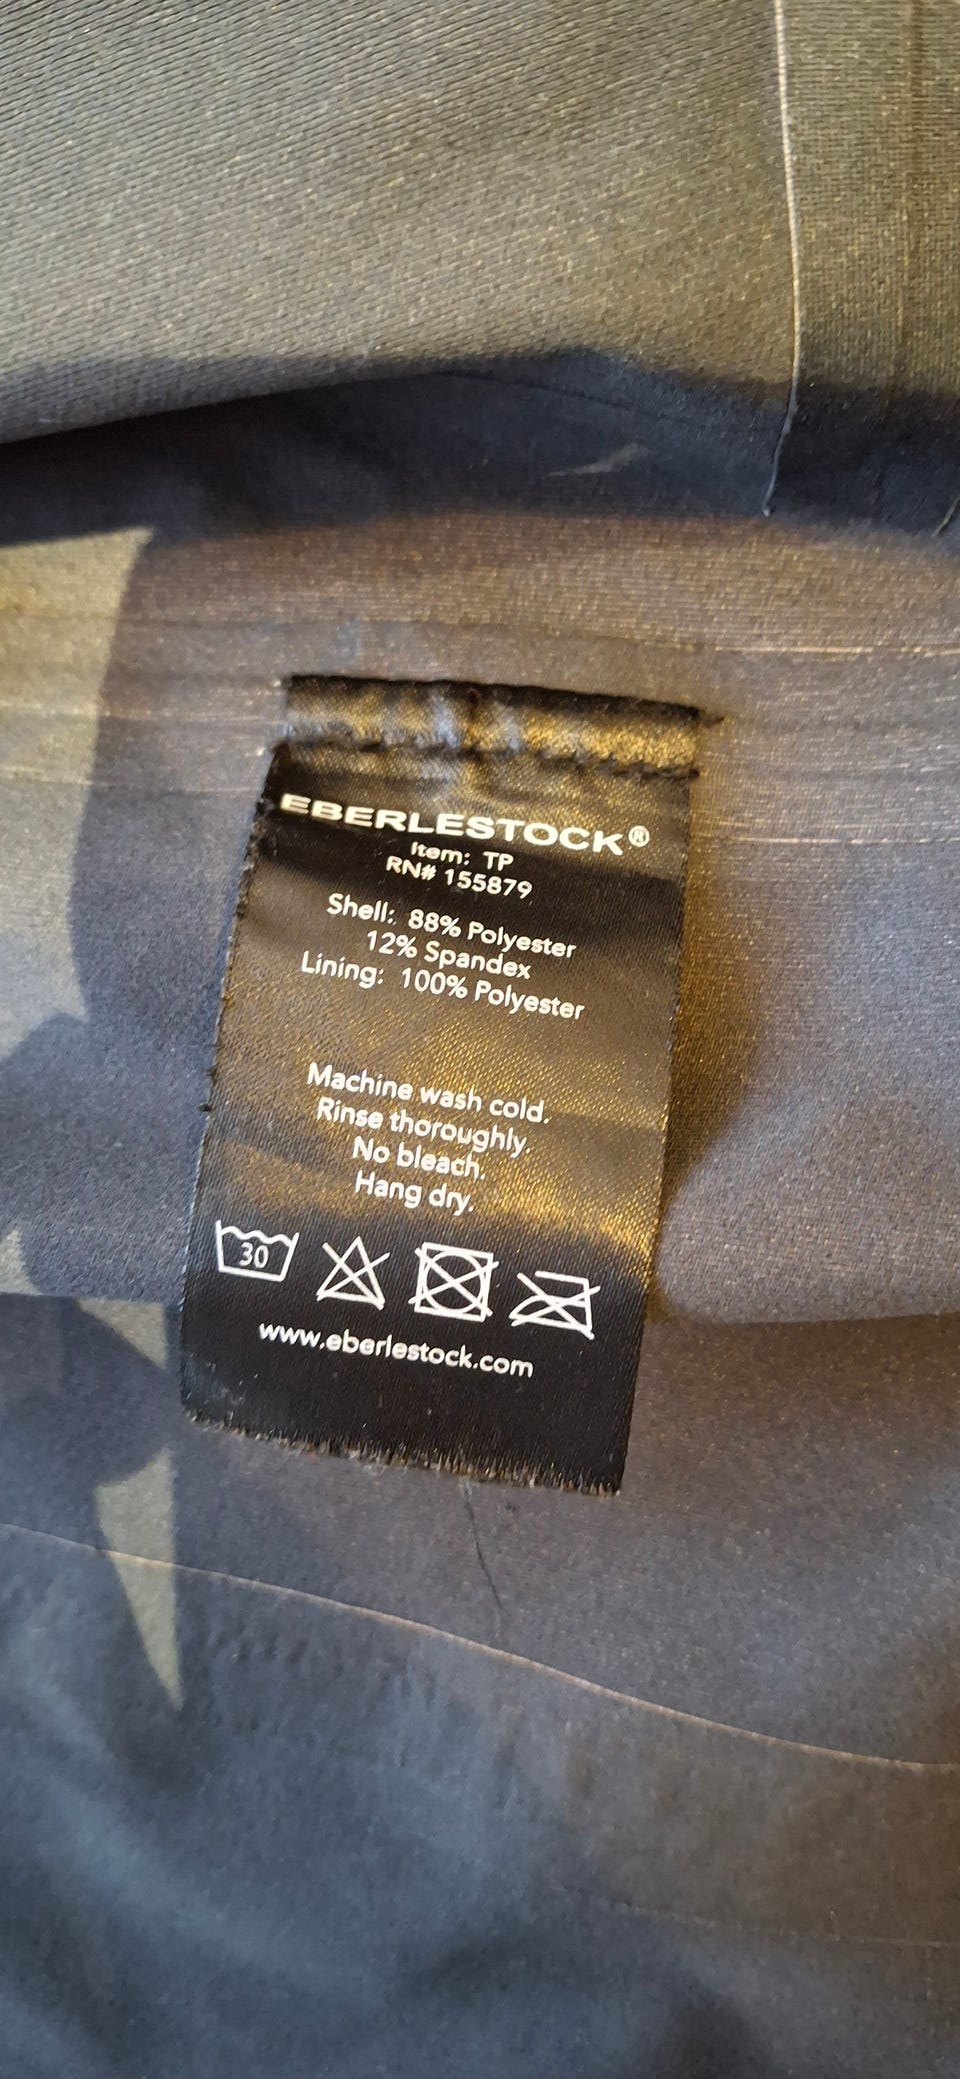 EBERLESTOCK®
Item: TP
RN# 155879
Shell: 88% Polyester
12% Spandex
Lining: 100% Polyester
Machine wash cold.
Rinse thoroughly.
No bleach.
Hang dry.
30
www.eberlestock.com